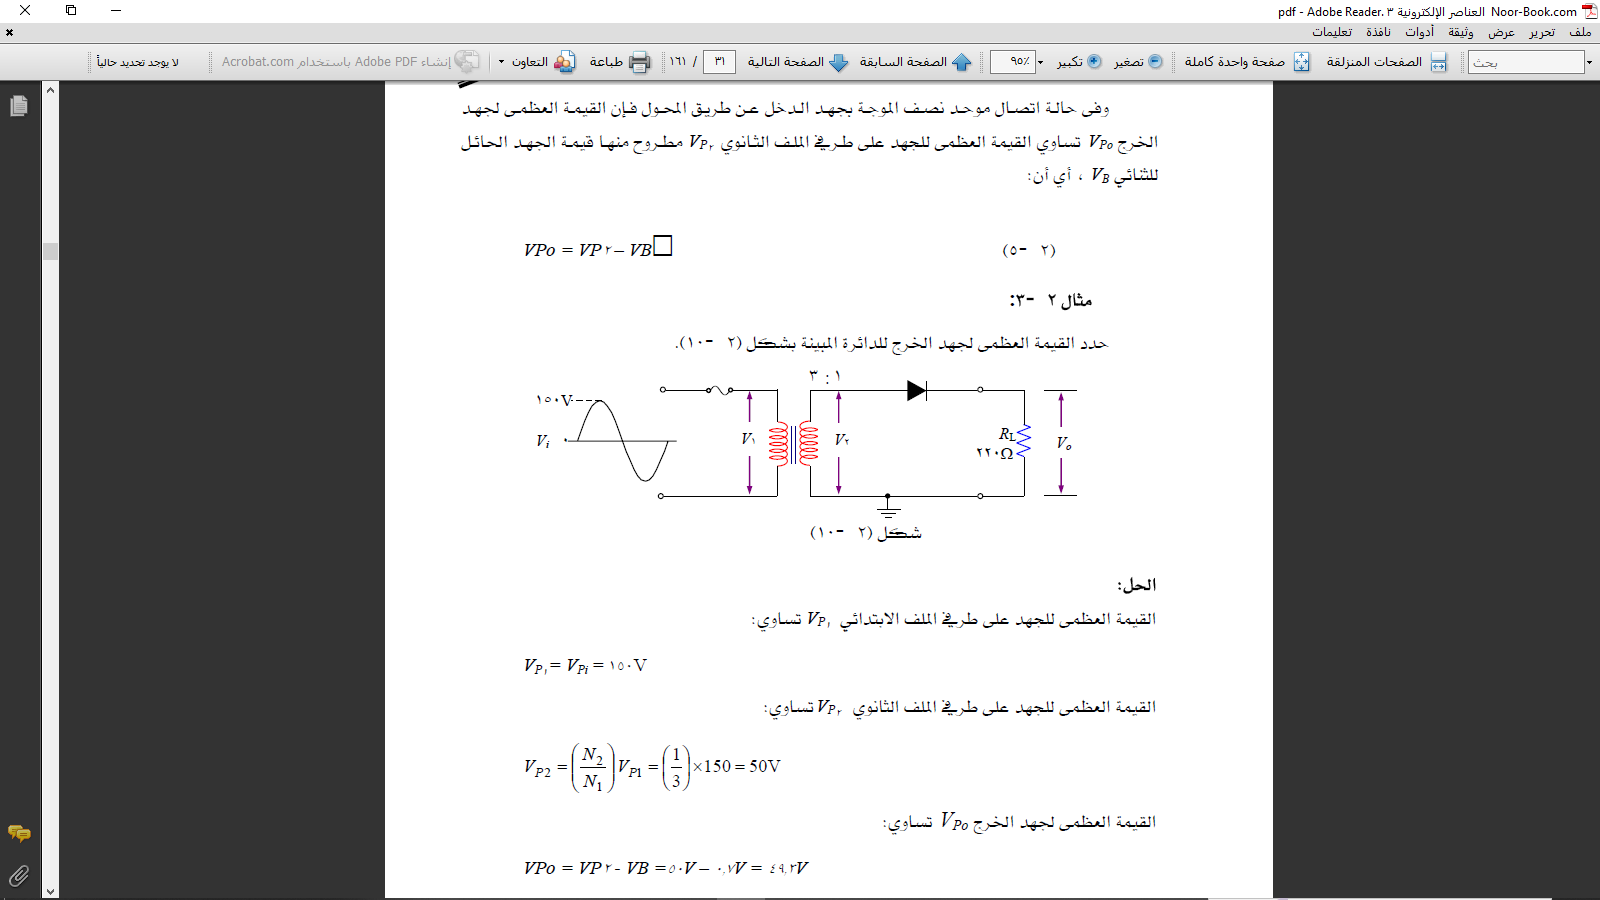 Noor-Book.com العناصر الإلكترونية ٣ .pdf - Adobe Reader
ملف تحرير عرض وثيقة أدوات نافذة تعليمات
بحث الصفحات المنزلقة صفحة واحدة كاملة تصغير تكبير ٩٥٪ الصفحة السابقة الصفحة التالية ٣١ / ١٦١ طباعة التعاون إنشاء Adobe PDF باستخدام Acrobat.com لا يوجد تحديد حالياً
وفى حالة اتصال موحد نصف الموجة بجهد الدخل عن طريق المحول فإن القيمة العظمى لجهد
الخرج VPo تساوي القيمة العظمى للجهد على طرفي الملف الثانوي VP٢ مطروح منها قيمة الجهد الحائل
للثنائي VB ، أي أن:
VPo = VP٢ – VB□ (٢ -٥)
مثال ٢ -٣:
حدد القيمة العظمى لجهد الخرج للدائرة المبينة بشكل (٢ -١٠).
٣ : ١
١٥٠V
Vi V١ V٢ RL ٢٢٠Ω Vo
شكل (٢ -١٠)
الحل:
القيمة العظمى للجهد على طرفي الملف الابتدائي VP١ تساوي:
VP١ = VPi = ١٥٠V
القيمة العظمى للجهد على طرفي الملف الثانوي VP٢ تساوي:
VP2 = (N2/N1) VP1 = (1/3) ×150 = 50V
القيمة العظمى لجهد الخرج VPo تساوي:
VPo = VP٢ - VB = ٥٠V – ٠,٧V = ٤٩,٣V